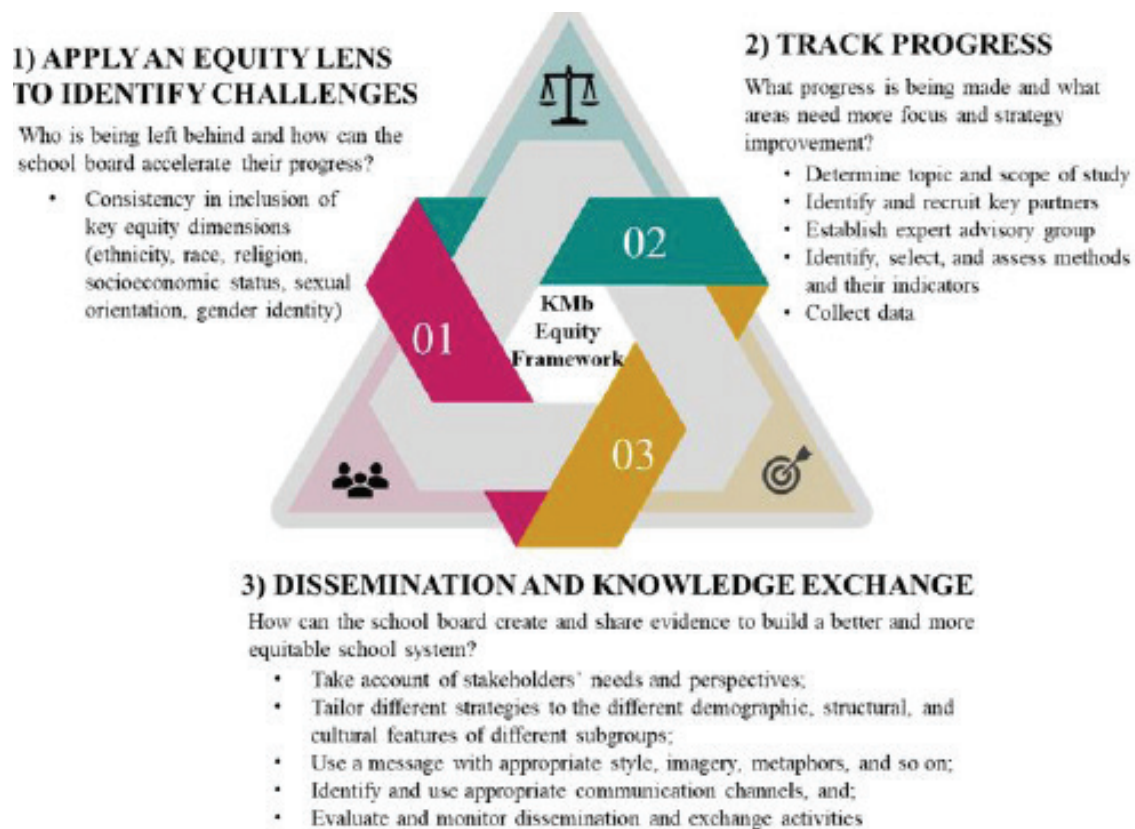 1) APPLY AN EQUITY LENS
TO IDENTIFY CHALLENGES
Who is being left behind and how can the
school board accelerate their progress?
• Consistency in inclusion of
key equity dimensions
(ethnicity, race, religion,
socioeconomic status, sexual
orientation, gender identity)
2) TRACK PROGRESS
What progress is being made and what
areas need more focus and strategy
improvement?
• Determine topic and scope of study
• Identify and recruit key partners
• Establish expert advisory group
• Identify, select, and assess methods
and their indicators
• Collect data
01
02
03
KMb
Equity
Framework
3) DISSEMINATION AND KNOWLEDGE EXCHANGE
How can the school board create and share evidence to build a better and more
equitable school system?
• Take account of stakeholders' needs and perspectives;
• Tailor different strategies to the different demographic, structural, and
cultural features of different subgroups;
• Use a message with appropriate style, imagery, metaphors, and so on;
• Identify and use appropriate communication channels, and;
• Evaluate and monitor dissemination and exchange activities